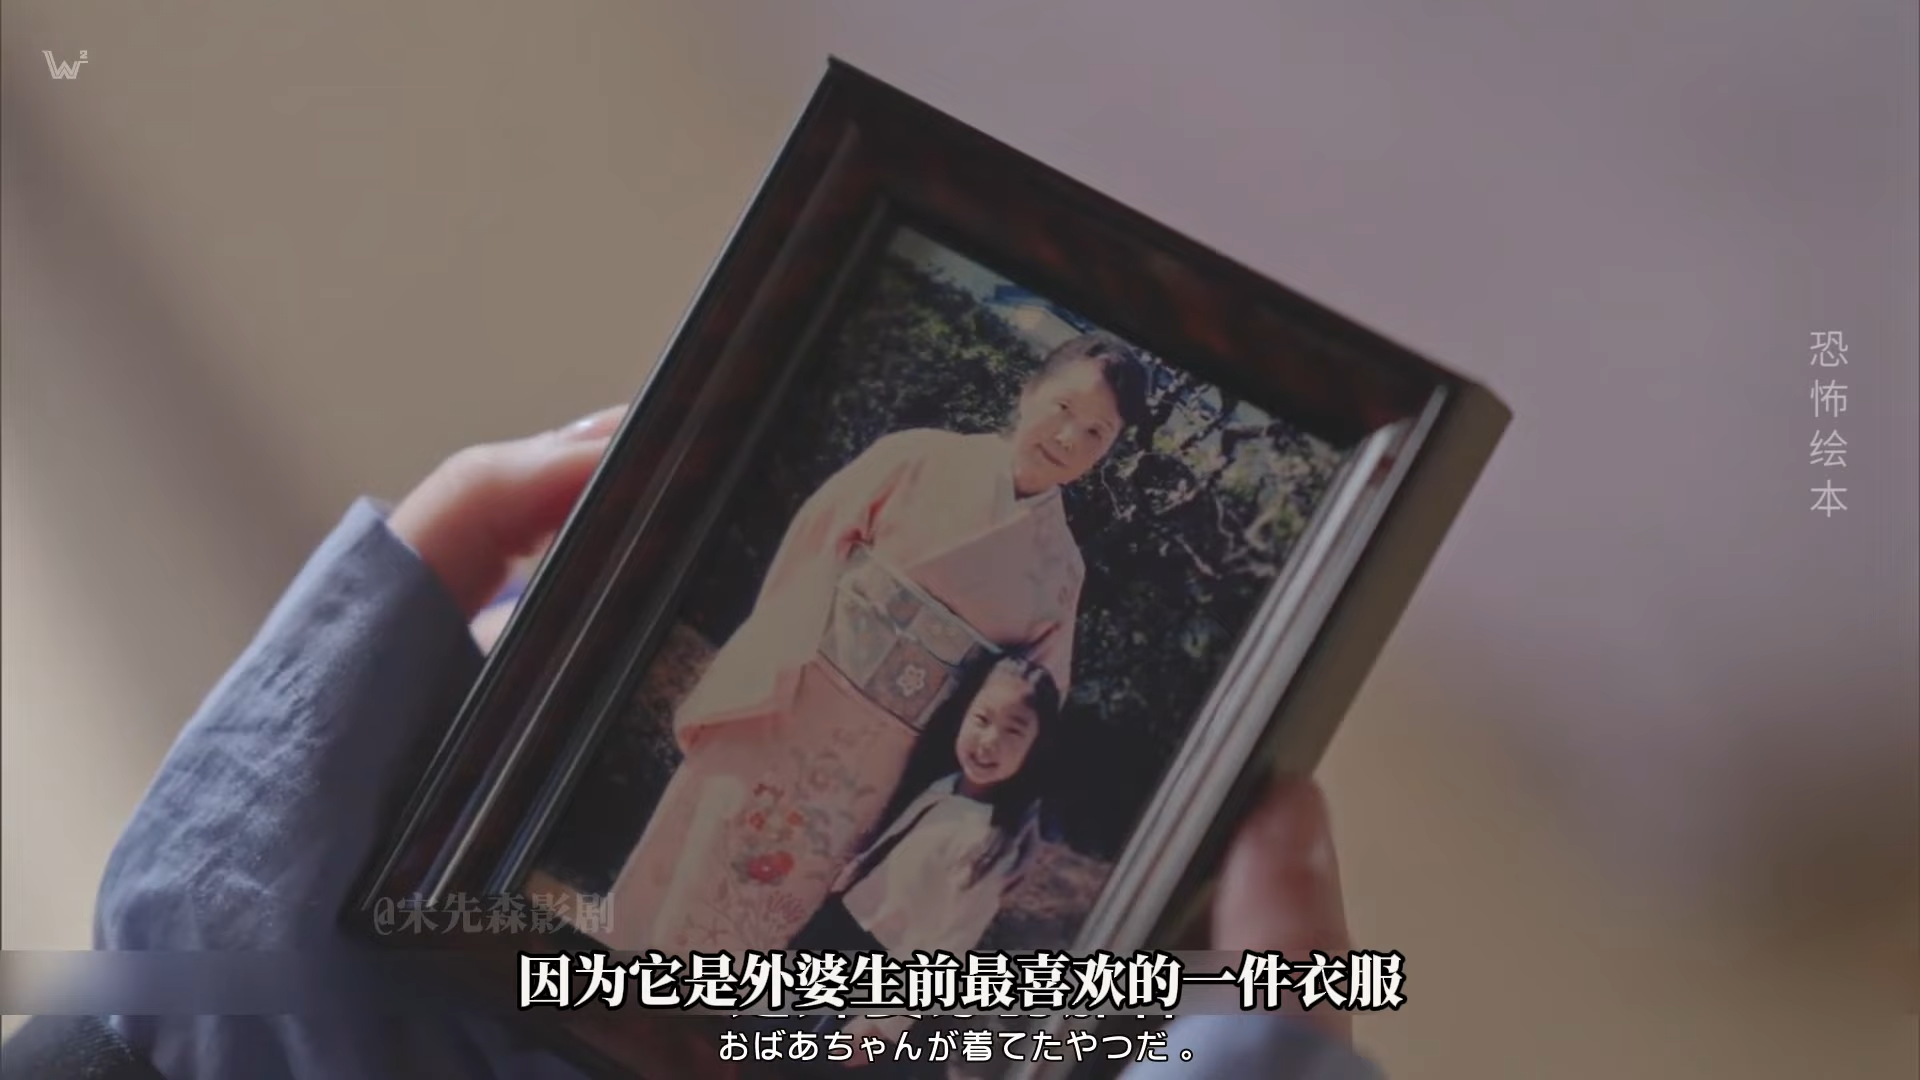 W²
恐怖绘本
@宋先森影剧
因为它是外婆生前最喜欢的一件衣服
おばあちゃんが着てたやつだ。